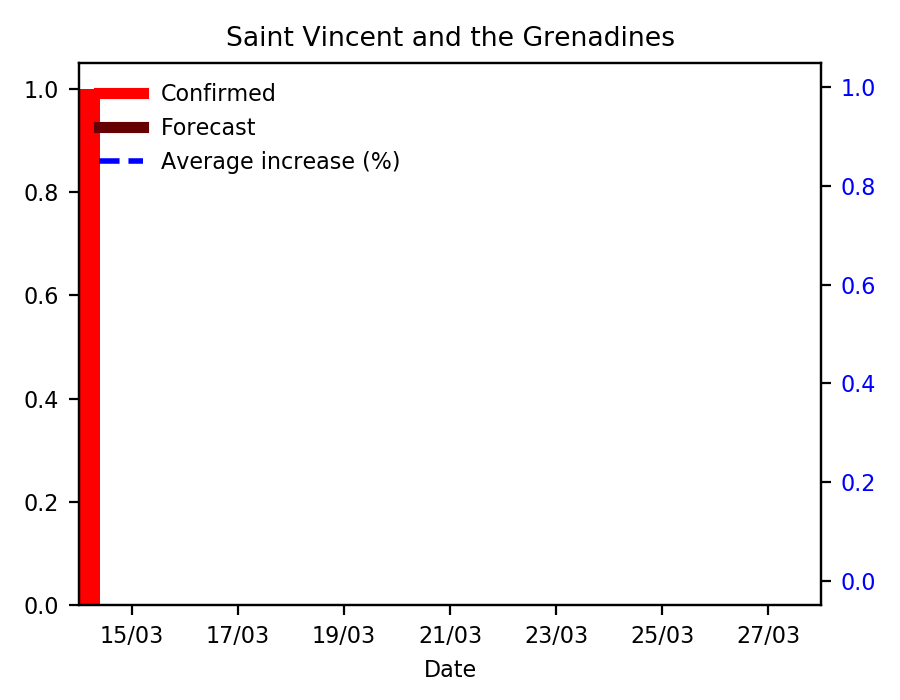 Saint Vincent and the Grenadines
1.0
0.8
0.6
0.4
0.2
0.0
Confirmed
Forecast
Average increase (%)
1.0
0.8
0.6
0.4
0.2
0.0
15/03 17/03 19/03 21/03 23/03 25/03 27/03
Date